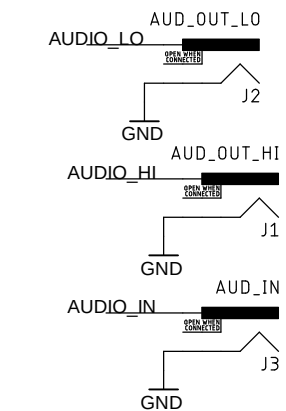 AUD_OUT_LO
AUDIO_LO
OPEN WHEN
CONNECTED
J2
GND
AUD_OUT_HI
AUDIO_HI
OPEN WHEN
CONNECTED
J1
GND
AUD_IN
AUDIO_IN
OPEN WHEN
CONNECTED
J3
GND